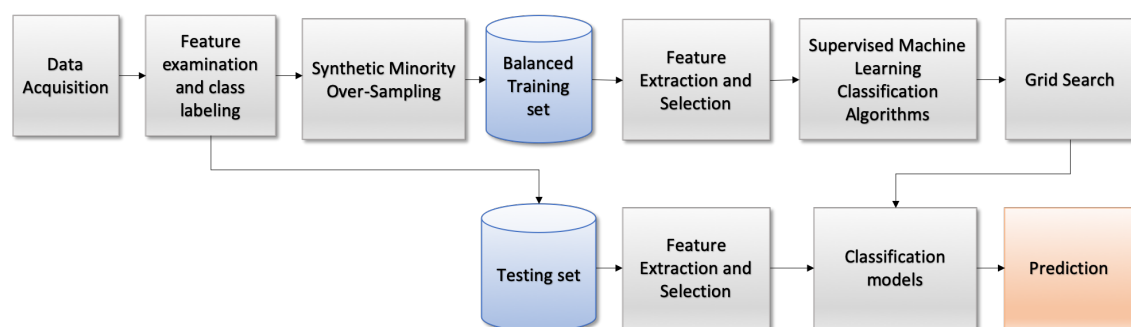 Data
Acquisition
Feature
examination
and class
labeling
Synthetic Minority
Over-Sampling
Balanced
Training
set
Feature
Extraction and
Selection
Supervised Machine
Learning
Classification
Algorithms
Grid Search
Testing set
Feature
Extraction and
Selection
Classification
models
Prediction